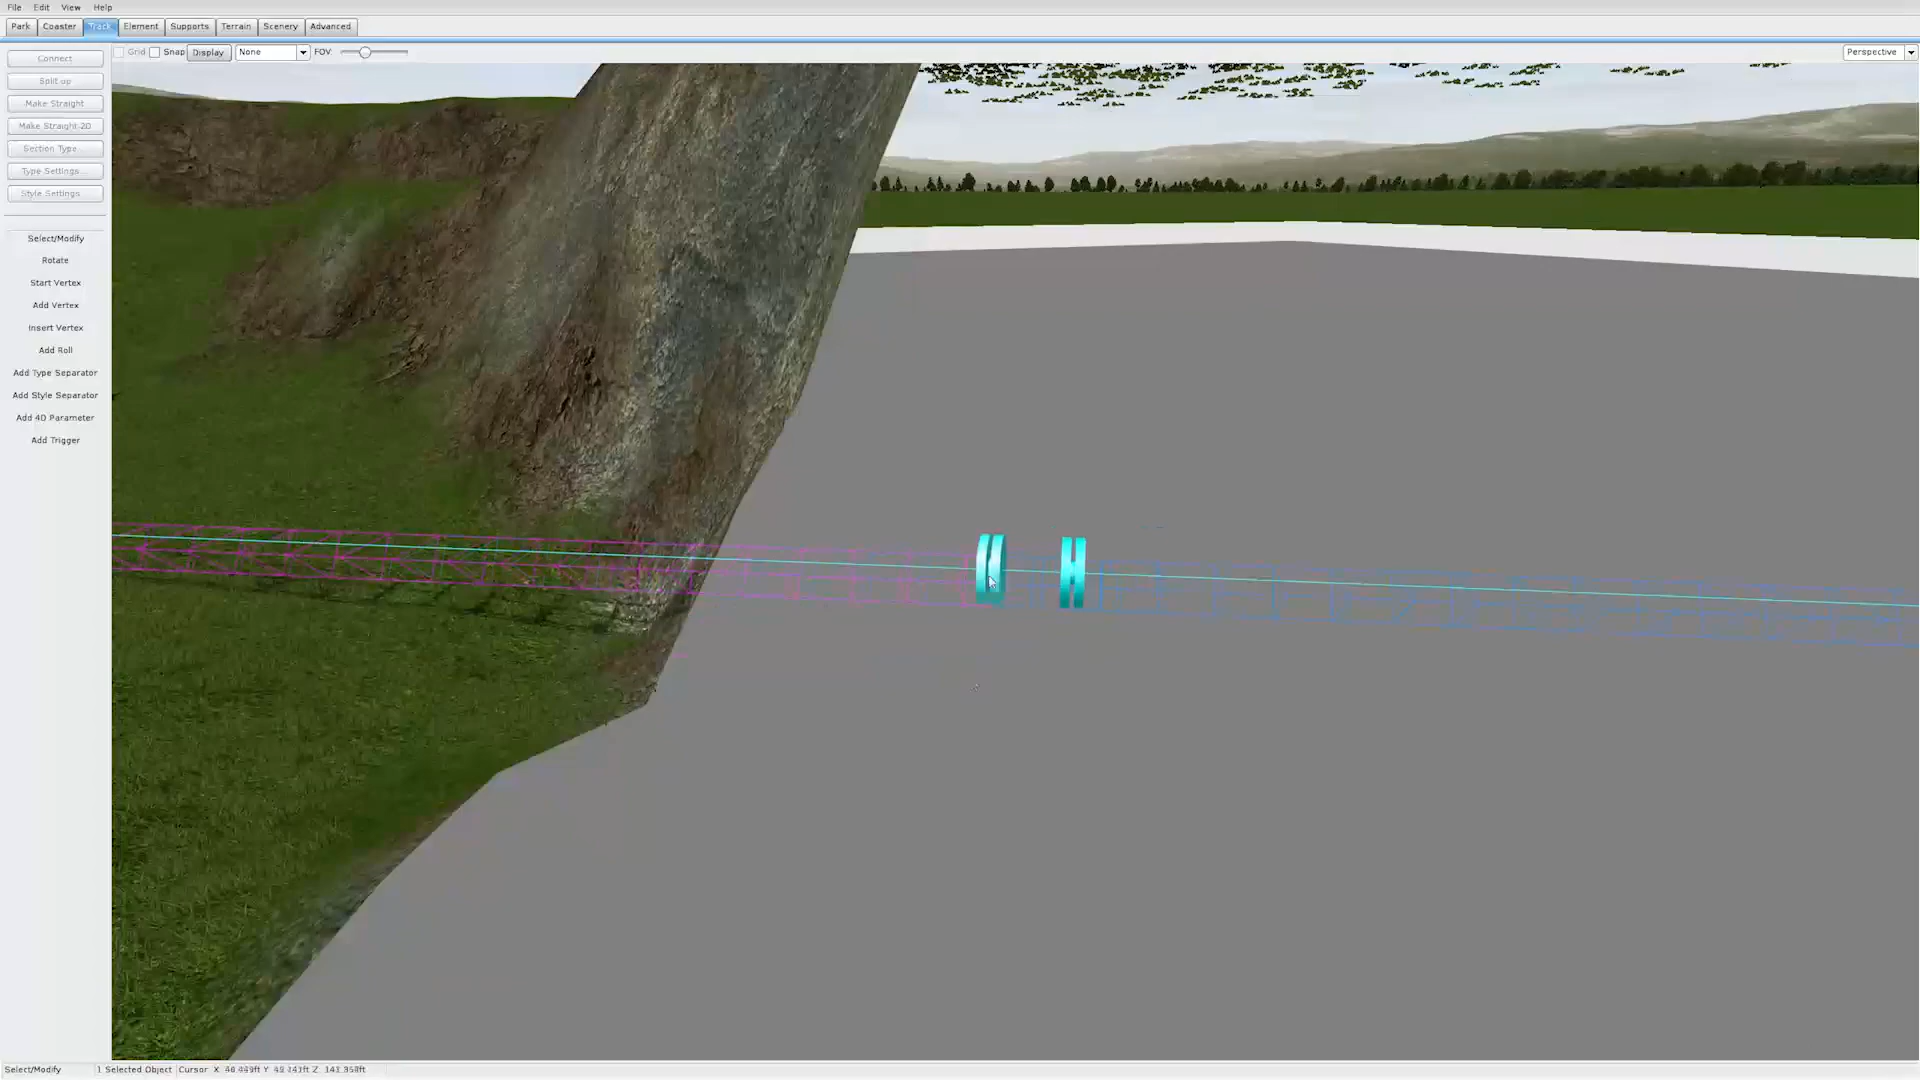 File Edit View Help
Park Coaster Track Element Supports Terrain Scenery Advanced
Grid Snap Display None FOV: Perspective
Connect
Split up
Make Straight
Make Straight 2D
Section Type...
Type Settings...
Style Settings...
Select/Modify
Rotate
Start Vertex
Add Vertex
Insert Vertex
Add Roll
Add Type Separator
Add Style Separator
Add 4D Parameter
Add Trigger
Select/Modify 1 Selected Object Cursor X Y Z